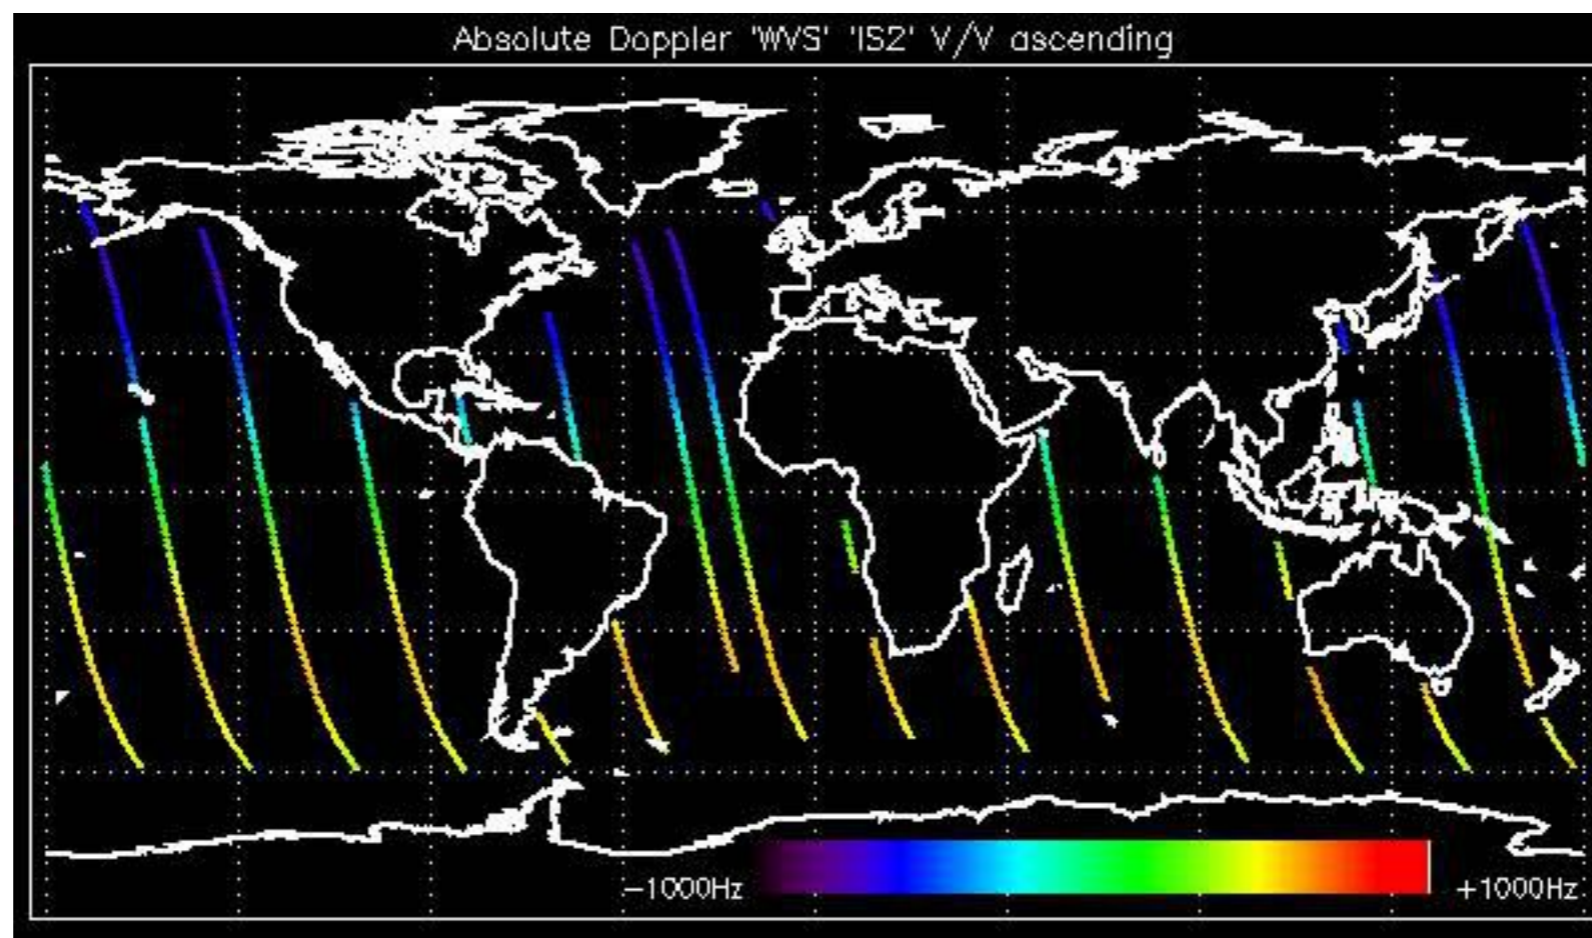 Absolute Doppler 'WVS' 'IS2' V/V ascending
−1000Hz +1000Hz